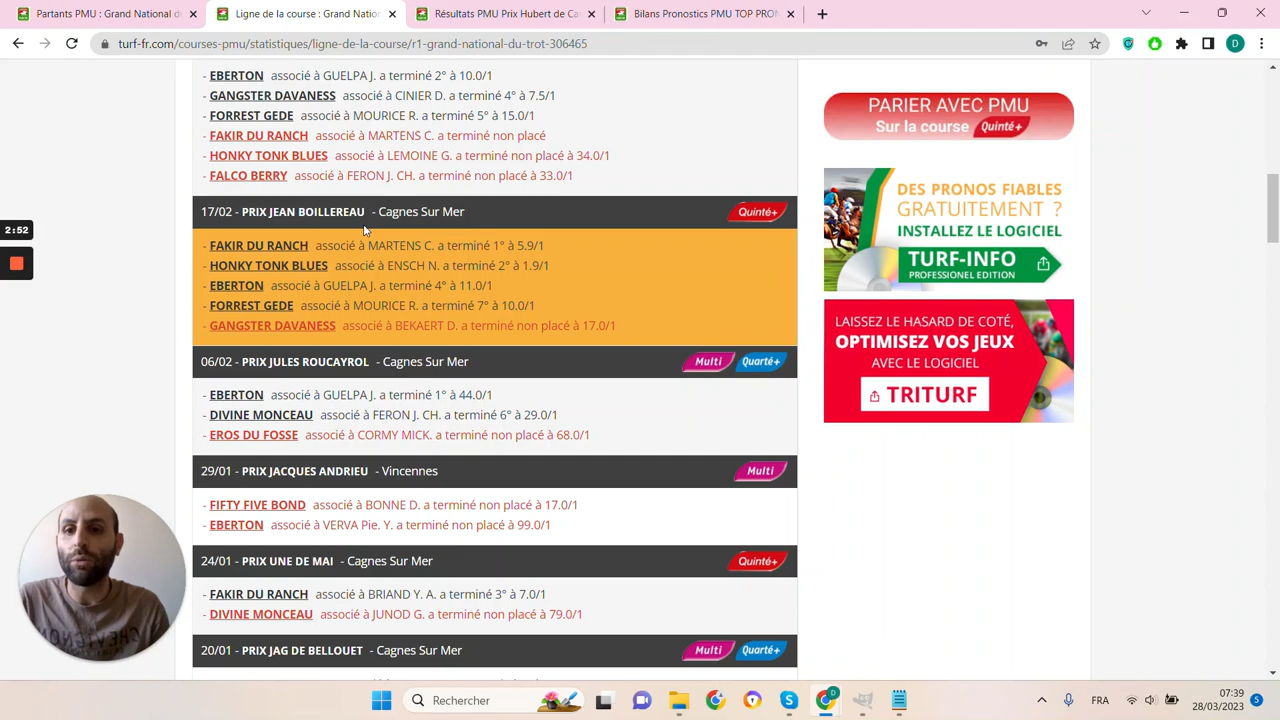 Partants PMU : Grand National d
Ligne de la course : Grand Natio
Résultats PMU Prix Hubert de Ca
Bilans Pronostics PMU TOP PRO
turf-fr.com/courses-pmu/statistiques/ligne-de-la-course/r1-grand-national-du-trot-306465
D
- EBERTON associé à GUELPA J. a terminé 2° à 10.0/1
- GANGSTER DAVANESS associé à CINIER D. a terminé 4° à 7.5/1
- FORREST GEDE associé à MOURICE R. a terminé 5° à 15.0/1
- FAKIR DU RANCH associé à MARTENS C. a terminé non placé
- HONKY TONK BLUES associé à LEMOINE G. a terminé non placé à 34.0/1
- FALCO BERRY associé à FERON J. CH. a terminé non placé à 33.0/1
17/02 - PRIX JEAN BOILLEREAU - Cagnes Sur Mer Quinté+
- FAKIR DU RANCH associé à MARTENS C. a terminé 1° à 5.9/1
- HONKY TONK BLUES associé à ENSCH N. a terminé 2° à 1.9/1
- EBERTON associé à GUELPA J. a terminé 4° à 11.0/1
- FORREST GEDE associé à MOURICE R. a terminé 7° à 10.0/1
- GANGSTER DAVANESS associé à BEKAERT D. a terminé non placé à 17.0/1
06/02 - PRIX JULES ROUCAYROL - Cagnes Sur Mer Multi Quarté+
- EBERTON associé à GUELPA J. a terminé 1° à 44.0/1
- DIVINE MONCEAU associé à FERON J. CH. a terminé 6° à 29.0/1
- EROS DU FOSSE associé à CORMY MICK. a terminé non placé à 68.0/1
29/01 - PRIX JACQUES ANDRIEU - Vincennes Multi
- FIFTY FIVE BOND associé à BONNE D. a terminé non placé à 17.0/1
- EBERTON associé à VERVA Pie. Y. a terminé non placé à 99.0/1
24/01 - PRIX UNE DE MAI - Cagnes Sur Mer Quinté+
- FAKIR DU RANCH associé à BRIAND Y. A. a terminé 3° à 7.0/1
- DIVINE MONCEAU associé à JUNOD G. a terminé non placé à 79.0/1
20/01 - PRIX JAG DE BELLOUET - Cagnes Sur Mer Multi Quarté+
PARIER AVEC PMU
Sur la course Quinté+
DES PRONOS FIABLES
GRATUITEMENT ?
INSTALLEZ LE LOGICIEL
TURF-INFO
PROFESSIONEL EDITION
LAISSEZ LE HASARD DE COTÉ,
OPTIMISEZ VOS JEUX
AVEC LE LOGICIEL
TRITURF
2:52
Rechercher
D
FRA
07:39
28/03/2023
5